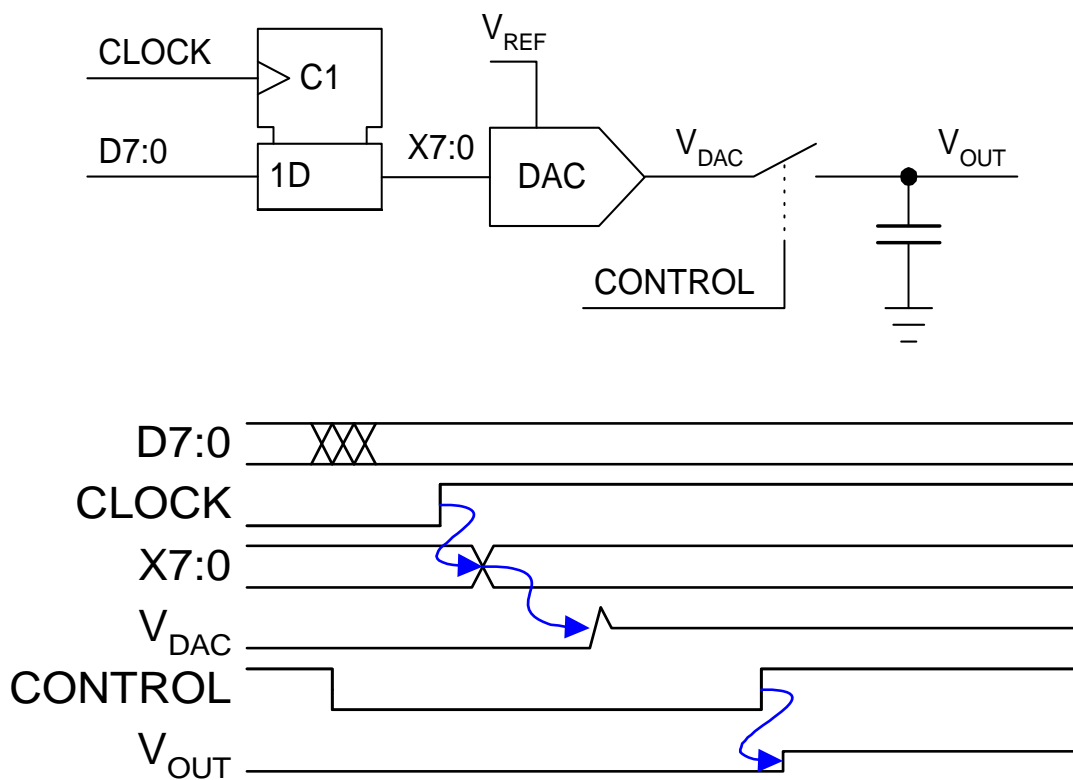 CLOCK
C1
V_REF
D7:0
1D
X7:0
DAC
V_DAC
V_OUT
CONTROL
D7:0
CLOCK
X7:0
V_DAC
CONTROL
V_OUT